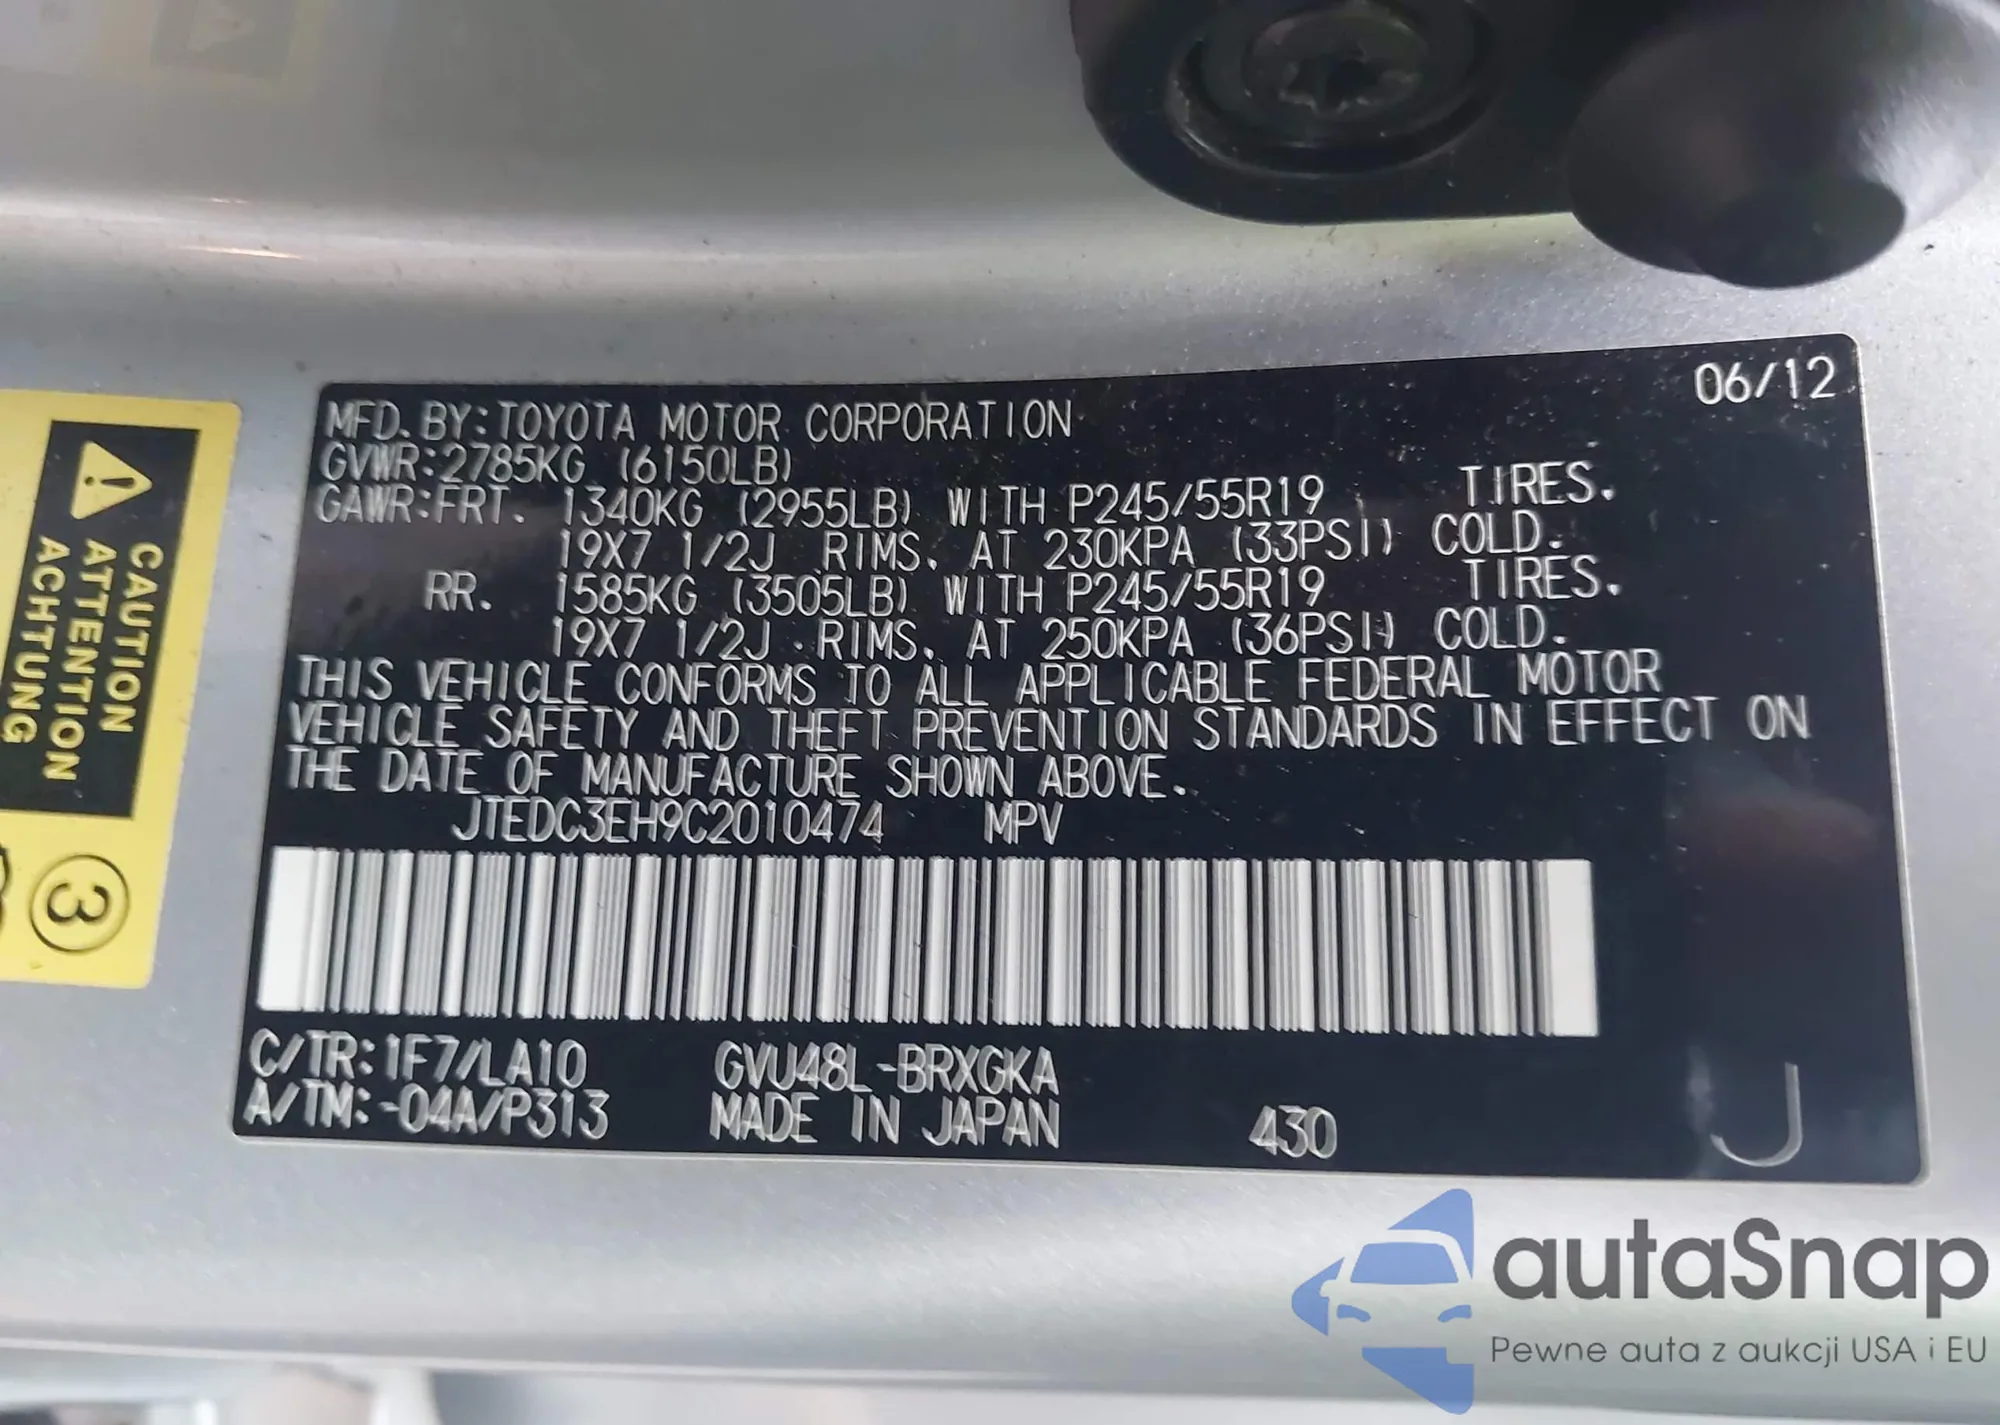 06/12
MFD. BY: TOYOTA MOTOR CORPORATION
GVWR: 2785KG (6150LB)
GAWR: FRT. 1340KG (2955LB) WITH P245/55R19 TIRES.
19X7 1/2J RIMS. AT 230KPA (33PSI) COLD.
RR. 1585KG (3505LB) WITH P245/55R19 TIRES.
19X7 1/2J RIMS. AT 250KPA (36PSI) COLD.
THIS VEHICLE CONFORMS TO ALL APPLICABLE FEDERAL MOTOR
VEHICLE SAFETY AND THEFT PREVENTION STANDARDS IN EFFECT ON
THE DATE OF MANUFACTURE SHOWN ABOVE.
JTEDC3EH9C2010474 MPV
C/TR: 1F7/LA10 GVU48L-BRXGKA
A/TM: -04A/P313 MADE IN JAPAN 430 J
CAUTION
ATTENTION
ACHTUNG
3
autaSnap
Pewne auta z aukcji USA i EU